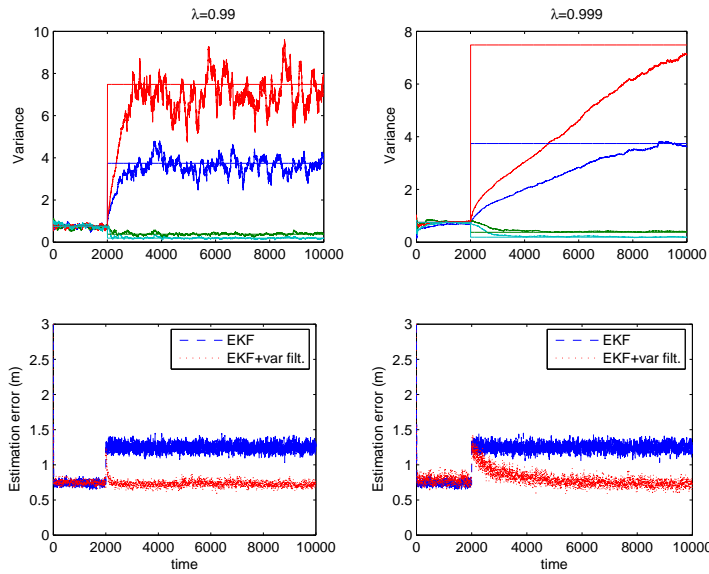 λ=0.99
10
8
6
4
2
0
Variance
0 2000 4000 6000 8000 10000
λ=0.999
8
6
4
2
0
Variance
0 2000 4000 6000 8000 10000
3
2.5
2
1.5
1
0.5
0
Estimation error (m)
EKF
EKF+var filt.
0 2000 4000 6000 8000 10000
time
3
2.5
2
1.5
1
0.5
0
Estimation error (m)
EKF
EKF+var filt.
0 2000 4000 6000 8000 10000
time